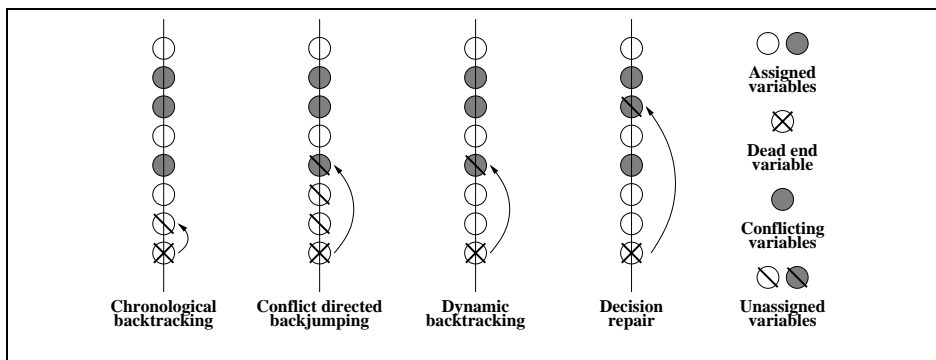 Chronological
backtracking
Conflict directed
backjumping
Dynamic
backtracking
Decision
repair
Assigned
variables
Dead end
variable
Conflicting
variables
Unassigned
variables